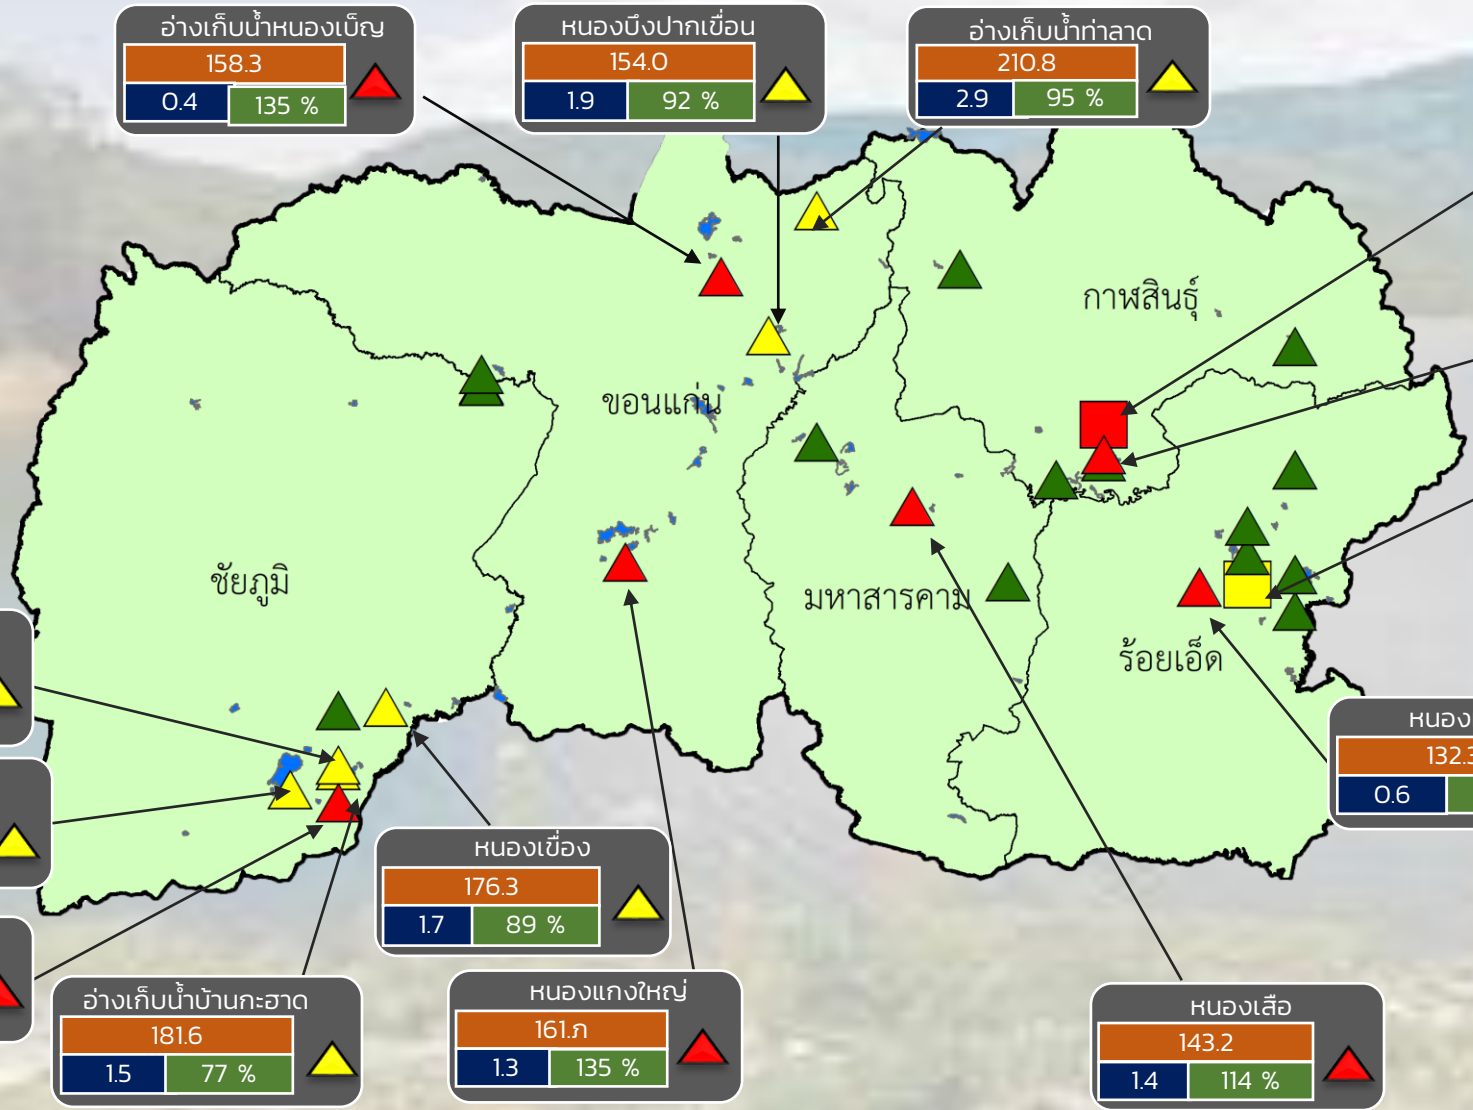 อ่างเก็บน้ำหนองเบ็ญ
158.3
0.4 135 %
หนองบึงปากเขื่อน
154.0
1.9 92 %
อ่างเก็บน้ำท่าลาด
210.8
2.9 95 %
กาฬสินธุ์
ขอนแก่น
ชัยภูมิ
มหาสารคาม
ร้อยเอ็ด
หนอง
132.3
0.6
หนองเขื่อง
176.3
1.7 89 %
อ่างเก็บน้ำบ้านกะฮาด
181.6
1.5 77 %
หนองแกงใหญ่
161.ภ
1.3 135 %
หนองเสือ
143.2
1.4 114 %